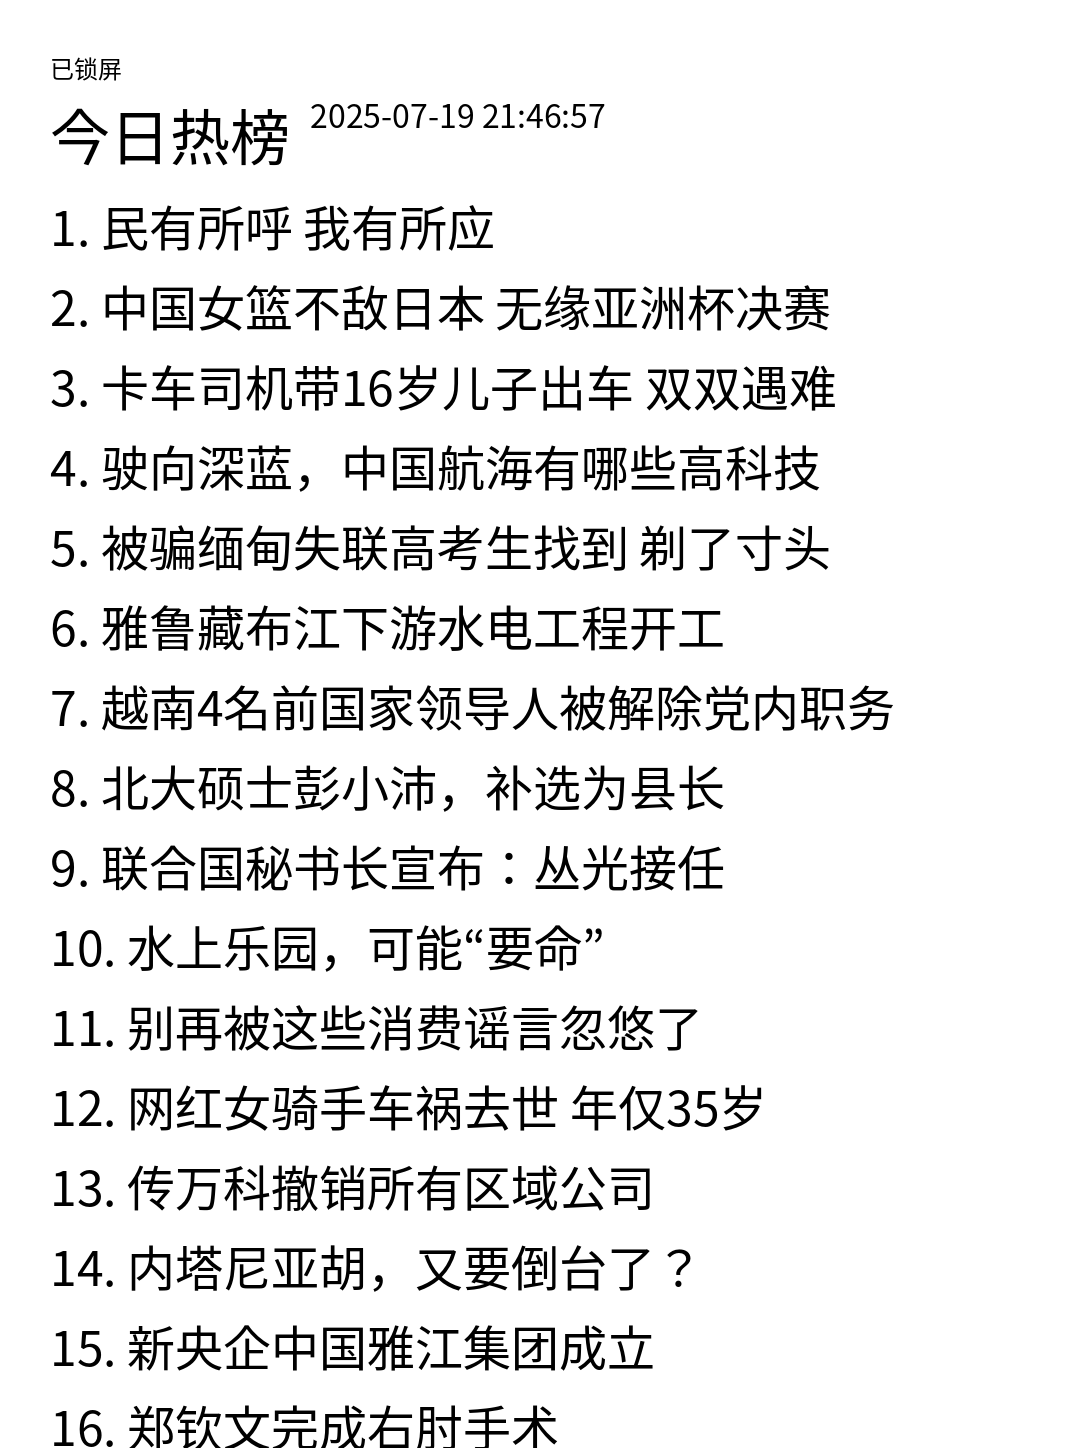 已锁屏
今日热榜 2025-07-19 21:46:57
1. 民有所呼 我有所应
2. 中国女篮不敌日本 无缘亚洲杯决赛
3. 卡车司机带16岁儿子出车 双双遇难
4. 驶向深蓝，中国航海有哪些高科技
5. 被骗缅甸失联高考生找到 剃了寸头
6. 雅鲁藏布江下游水电工程开工
7. 越南4名前国家领导人被解除党内职务
8. 北大硕士彭小沛，补选为县长
9. 联合国秘书长宣布：丛光接任
10. 水上乐园，可能“要命”
11. 别再被这些消费谣言忽悠了
12. 网红女骑手车祸去世 年仅35岁
13. 传万科撤销所有区域公司
14. 内塔尼亚胡，又要倒台了？
15. 新央企中国雅江集团成立
16. 郑钦文完成右肘手术